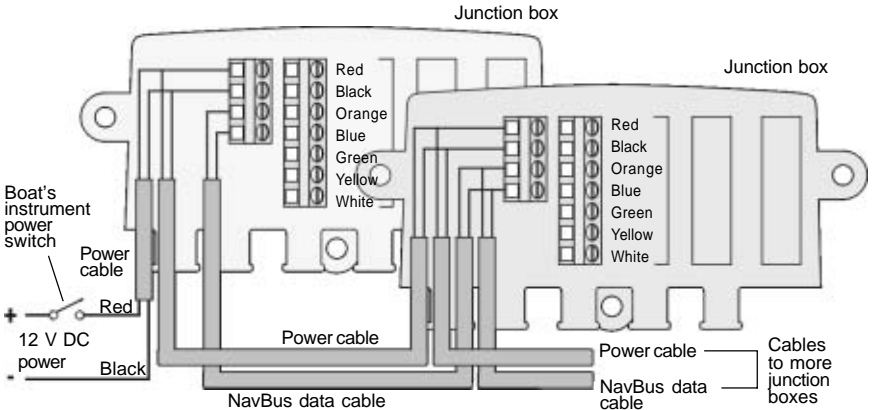 Junction box
Junction box
Red
Black
Orange
Blue
Green
Yellow
White
Red
Black
Orange
Blue
Green
Yellow
White
Boat's
instrument
power
switch
Power
cable
+
Red
12 V DC
power
-
Black
Power cable
NavBus data cable
Power cable
NavBus data
cable
Cables
to more
junction
boxes